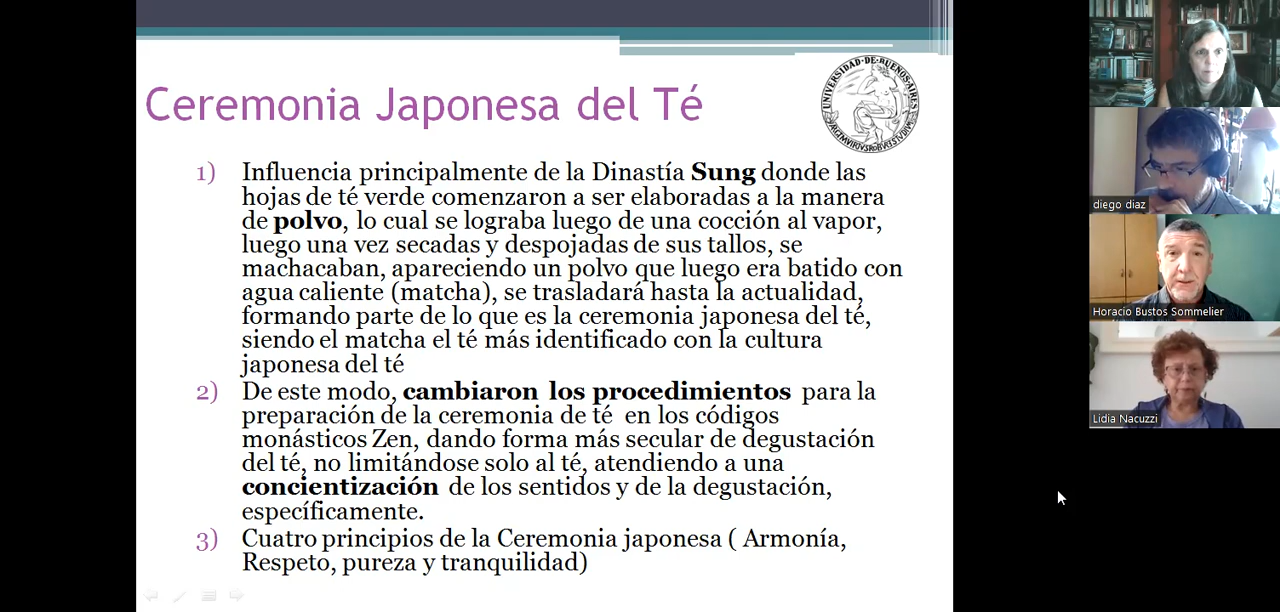 Ceremonia Japonesa del Té
UNIVERSIDAD·DE·BUENOS·AIRES
1) Influencia principalmente de la Dinastía Sung donde las
hojas de té verde comenzaron a ser elaboradas a la manera
de polvo, lo cual se lograba luego de una cocción al vapor,
luego una vez secadas y despojadas de sus tallos, se
machacaban, apareciendo un polvo que luego era batido con
agua caliente (matcha), se trasladará hasta la actualidad,
formando parte de lo que es la ceremonia japonesa del té,
siendo el matcha el té más identificado con la cultura
japonesa del té
2) De este modo, cambiaron los procedimientos para la
preparación de la ceremonia de té en los códigos
monásticos Zen, dando forma más secular de degustación
del té, no limitándose solo al té, atendiendo a una
concientización de los sentidos y de la degustación,
específicamente.
3) Cuatro principios de la Ceremonia japonesa ( Armonía,
Respeto, pureza y tranquilidad)
diego diaz
Horacio Bustos Sommelier
Lidia Nacuzzi